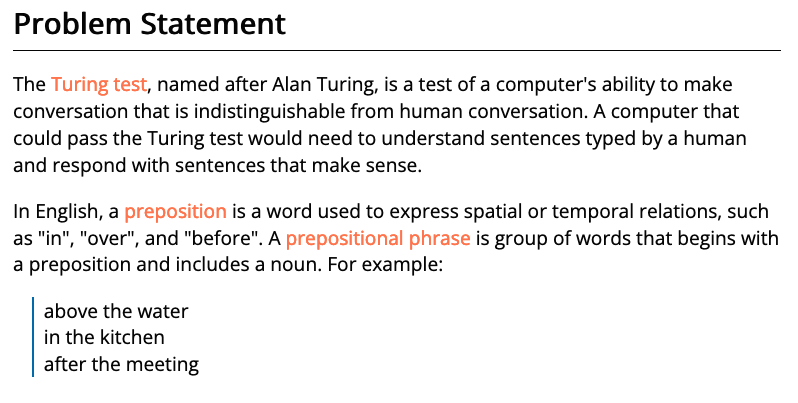 Problem Statement
The Turing test, named after Alan Turing, is a test of a computer's ability to make
conversation that is indistinguishable from human conversation. A computer that
could pass the Turing test would need to understand sentences typed by a human
and respond with sentences that make sense.
In English, a preposition is a word used to express spatial or temporal relations, such
as "in", "over", and "before". A prepositional phrase is group of words that begins with
a preposition and includes a noun. For example:
above the water
in the kitchen
after the meeting